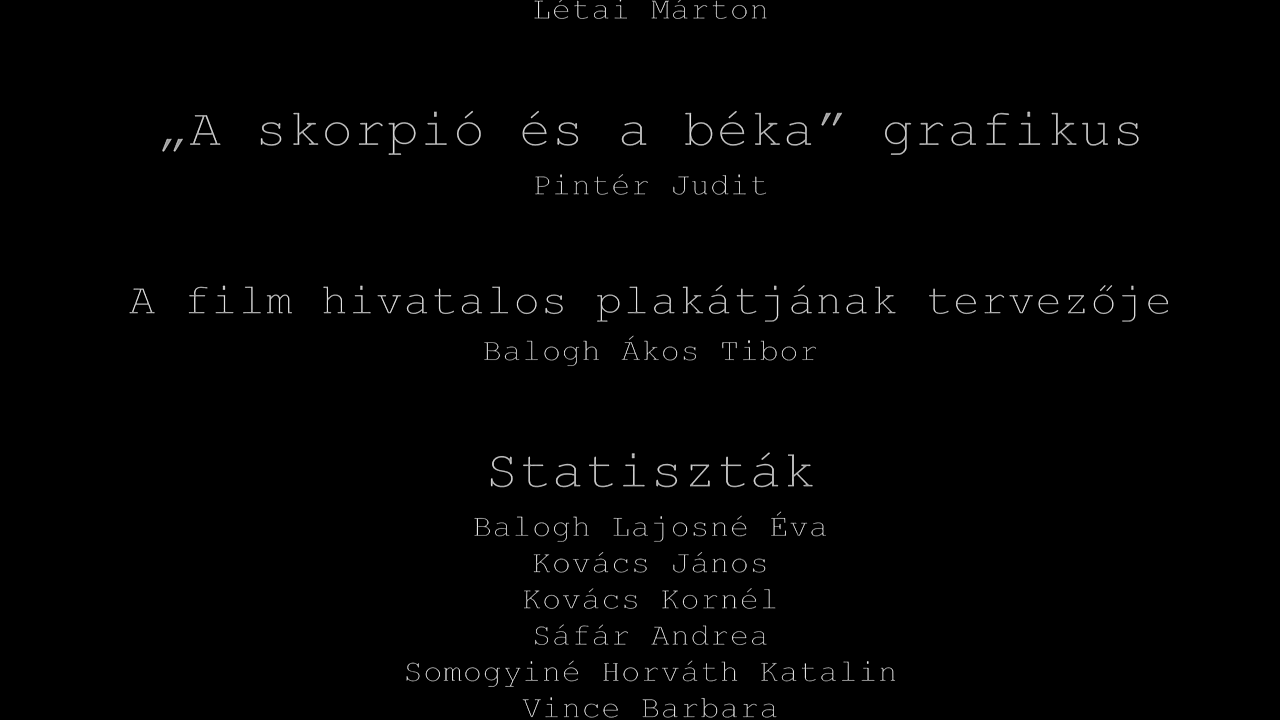 Létai Márton
„A skorpió és a béka” grafikus
Pintér Judit
A film hivatalos plakátjának tervezője
Balogh Ákos Tibor
Statiszták
Balogh Lajosné Éva
Kovács János
Kovács Kornél
Sáfár Andrea
Somogyiné Horváth Katalin
Vince Barbara